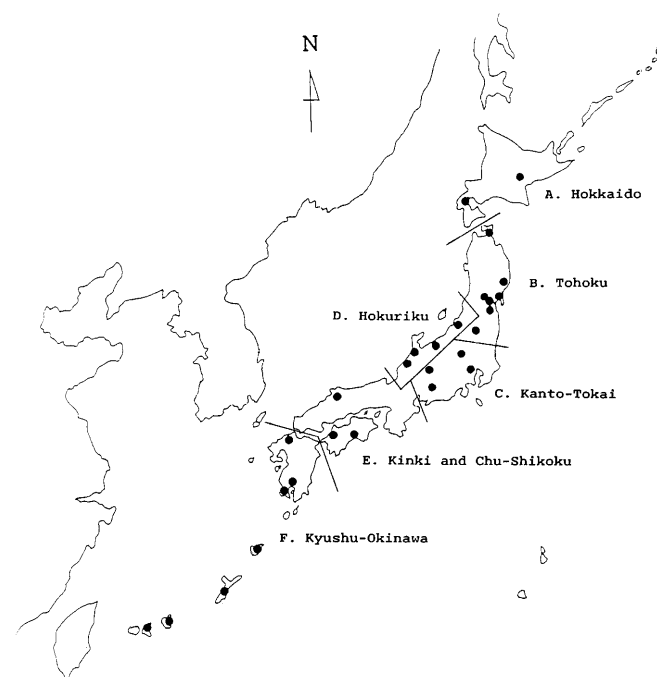 N
A. Hokkaido
B. Tohoku
D. Hokuriku
C. Kanto-Tokai
E. Kinki and Chu-Shikoku
F. Kyushu-Okinawa